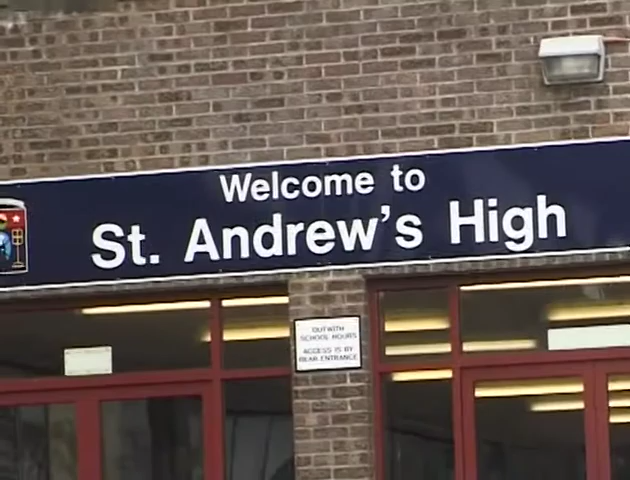 Welcome to
St. Andrew's High
OUTWITH
SCHOOL HOURS
ACCESS IS BY
REAR ENTRANCE